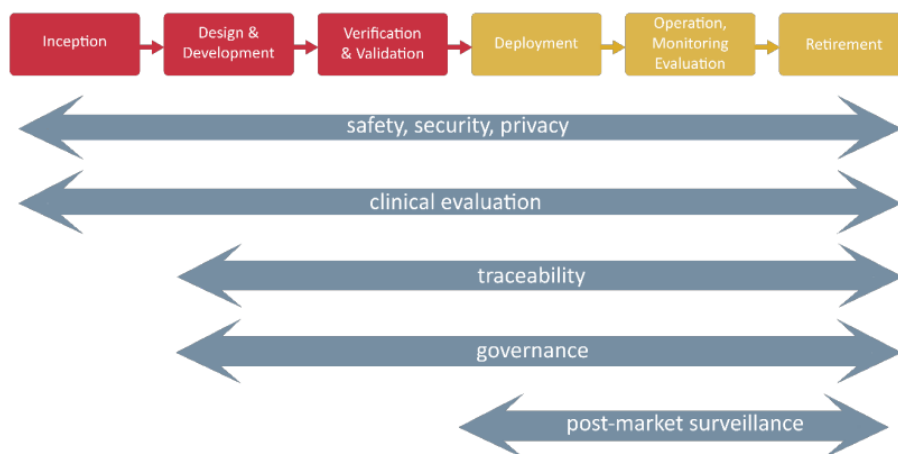 Inception
Design &
Development
Verification
& Validation
Deployment
Operation,
Monitoring
Evaluation
Retirement
safety, security, privacy
clinical evaluation
traceability
governance
post-market surveillance